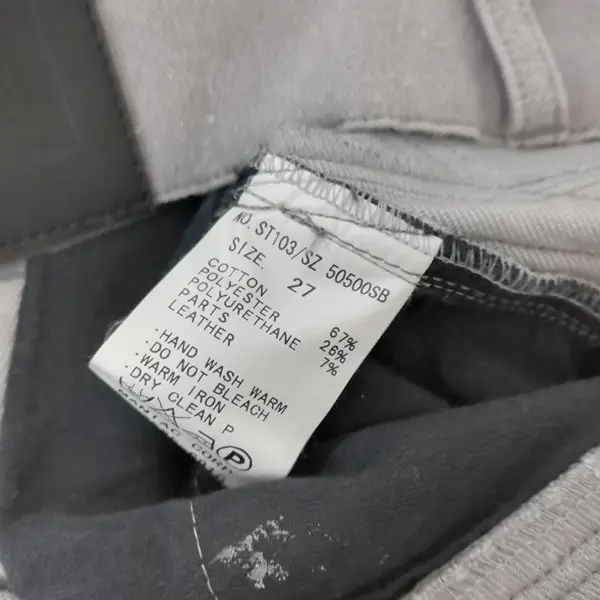 NO. ST103/SZ 50500SB
SIZE. 27
COTTON 67%
POLYESTER 26%
POLYURETHANE 7%
PARTS
LEATHER
·HAND WASH WARM
·DO NOT BLEACH
·WARM IRON
·DRY CLEAN P
P
CORP